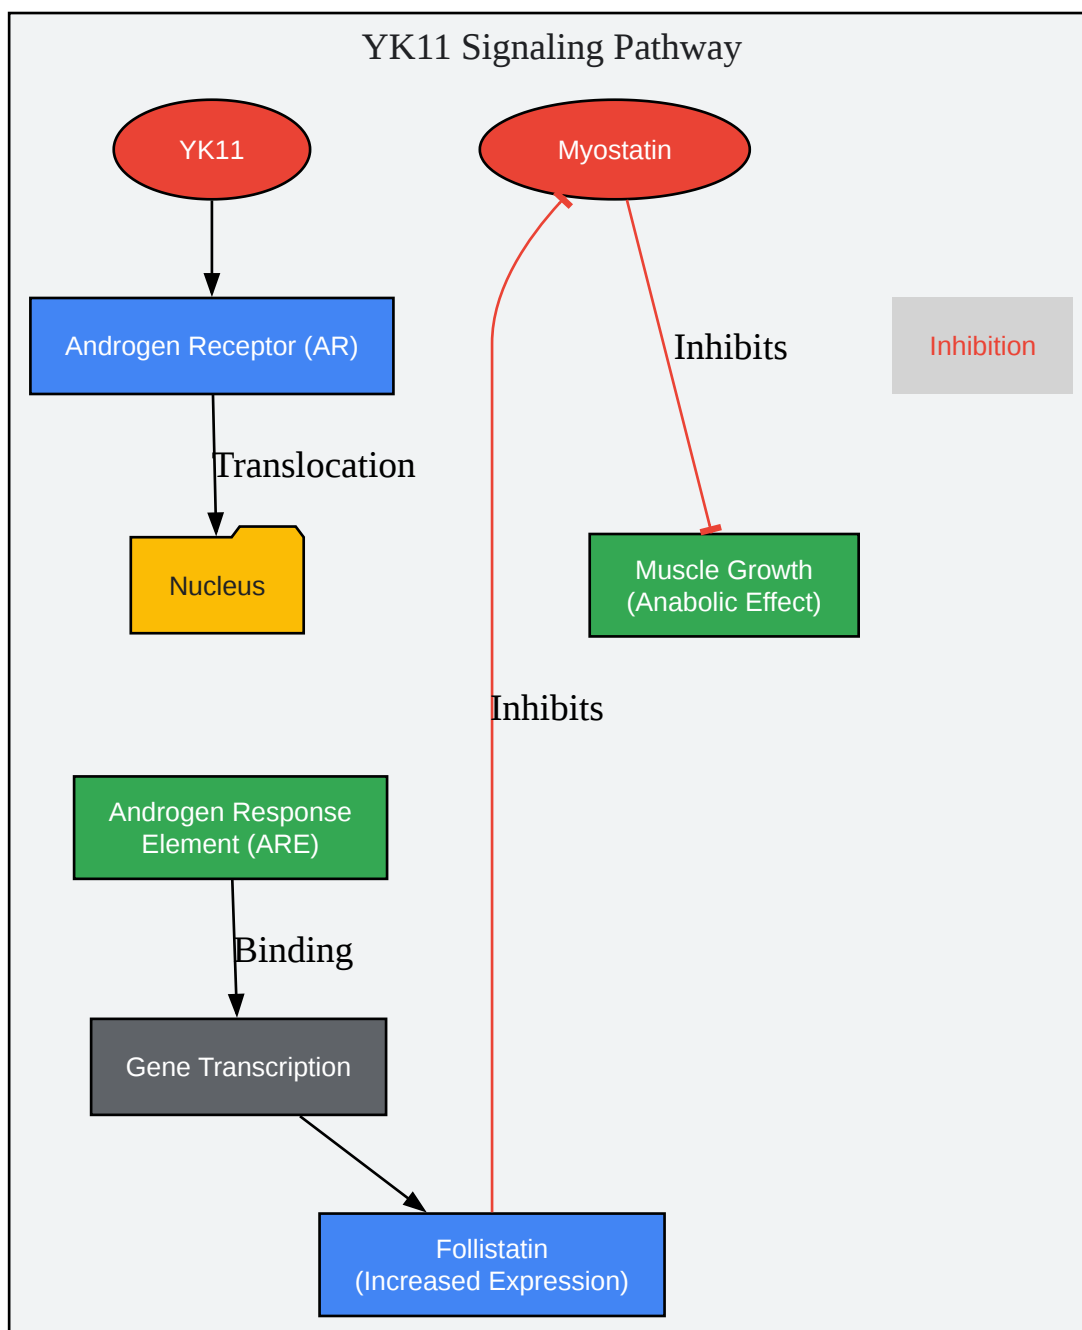 YK11 Signaling Pathway
YK11
Myostatin
Androgen Receptor (AR)
Inhibits
Inhibition
Translocation
Nucleus
Muscle Growth
(Anabolic Effect)
Inhibits
Androgen Response
Element (ARE)
Binding
Gene Transcription
Follistatin
(Increased Expression)